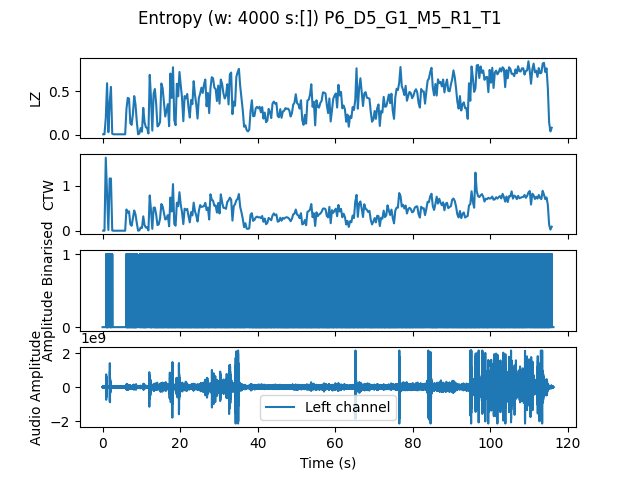 Entropy (w: 4000 s:[]) P6_D5_G1_M5_R1_T1
LZ
0.5
0.0
CTW
1
0
Amplitude Binarised
1
0
1e9
Audio Amplitude
2
0
−2
Left channel
0 20 40 60 80 100 120
Time (s)